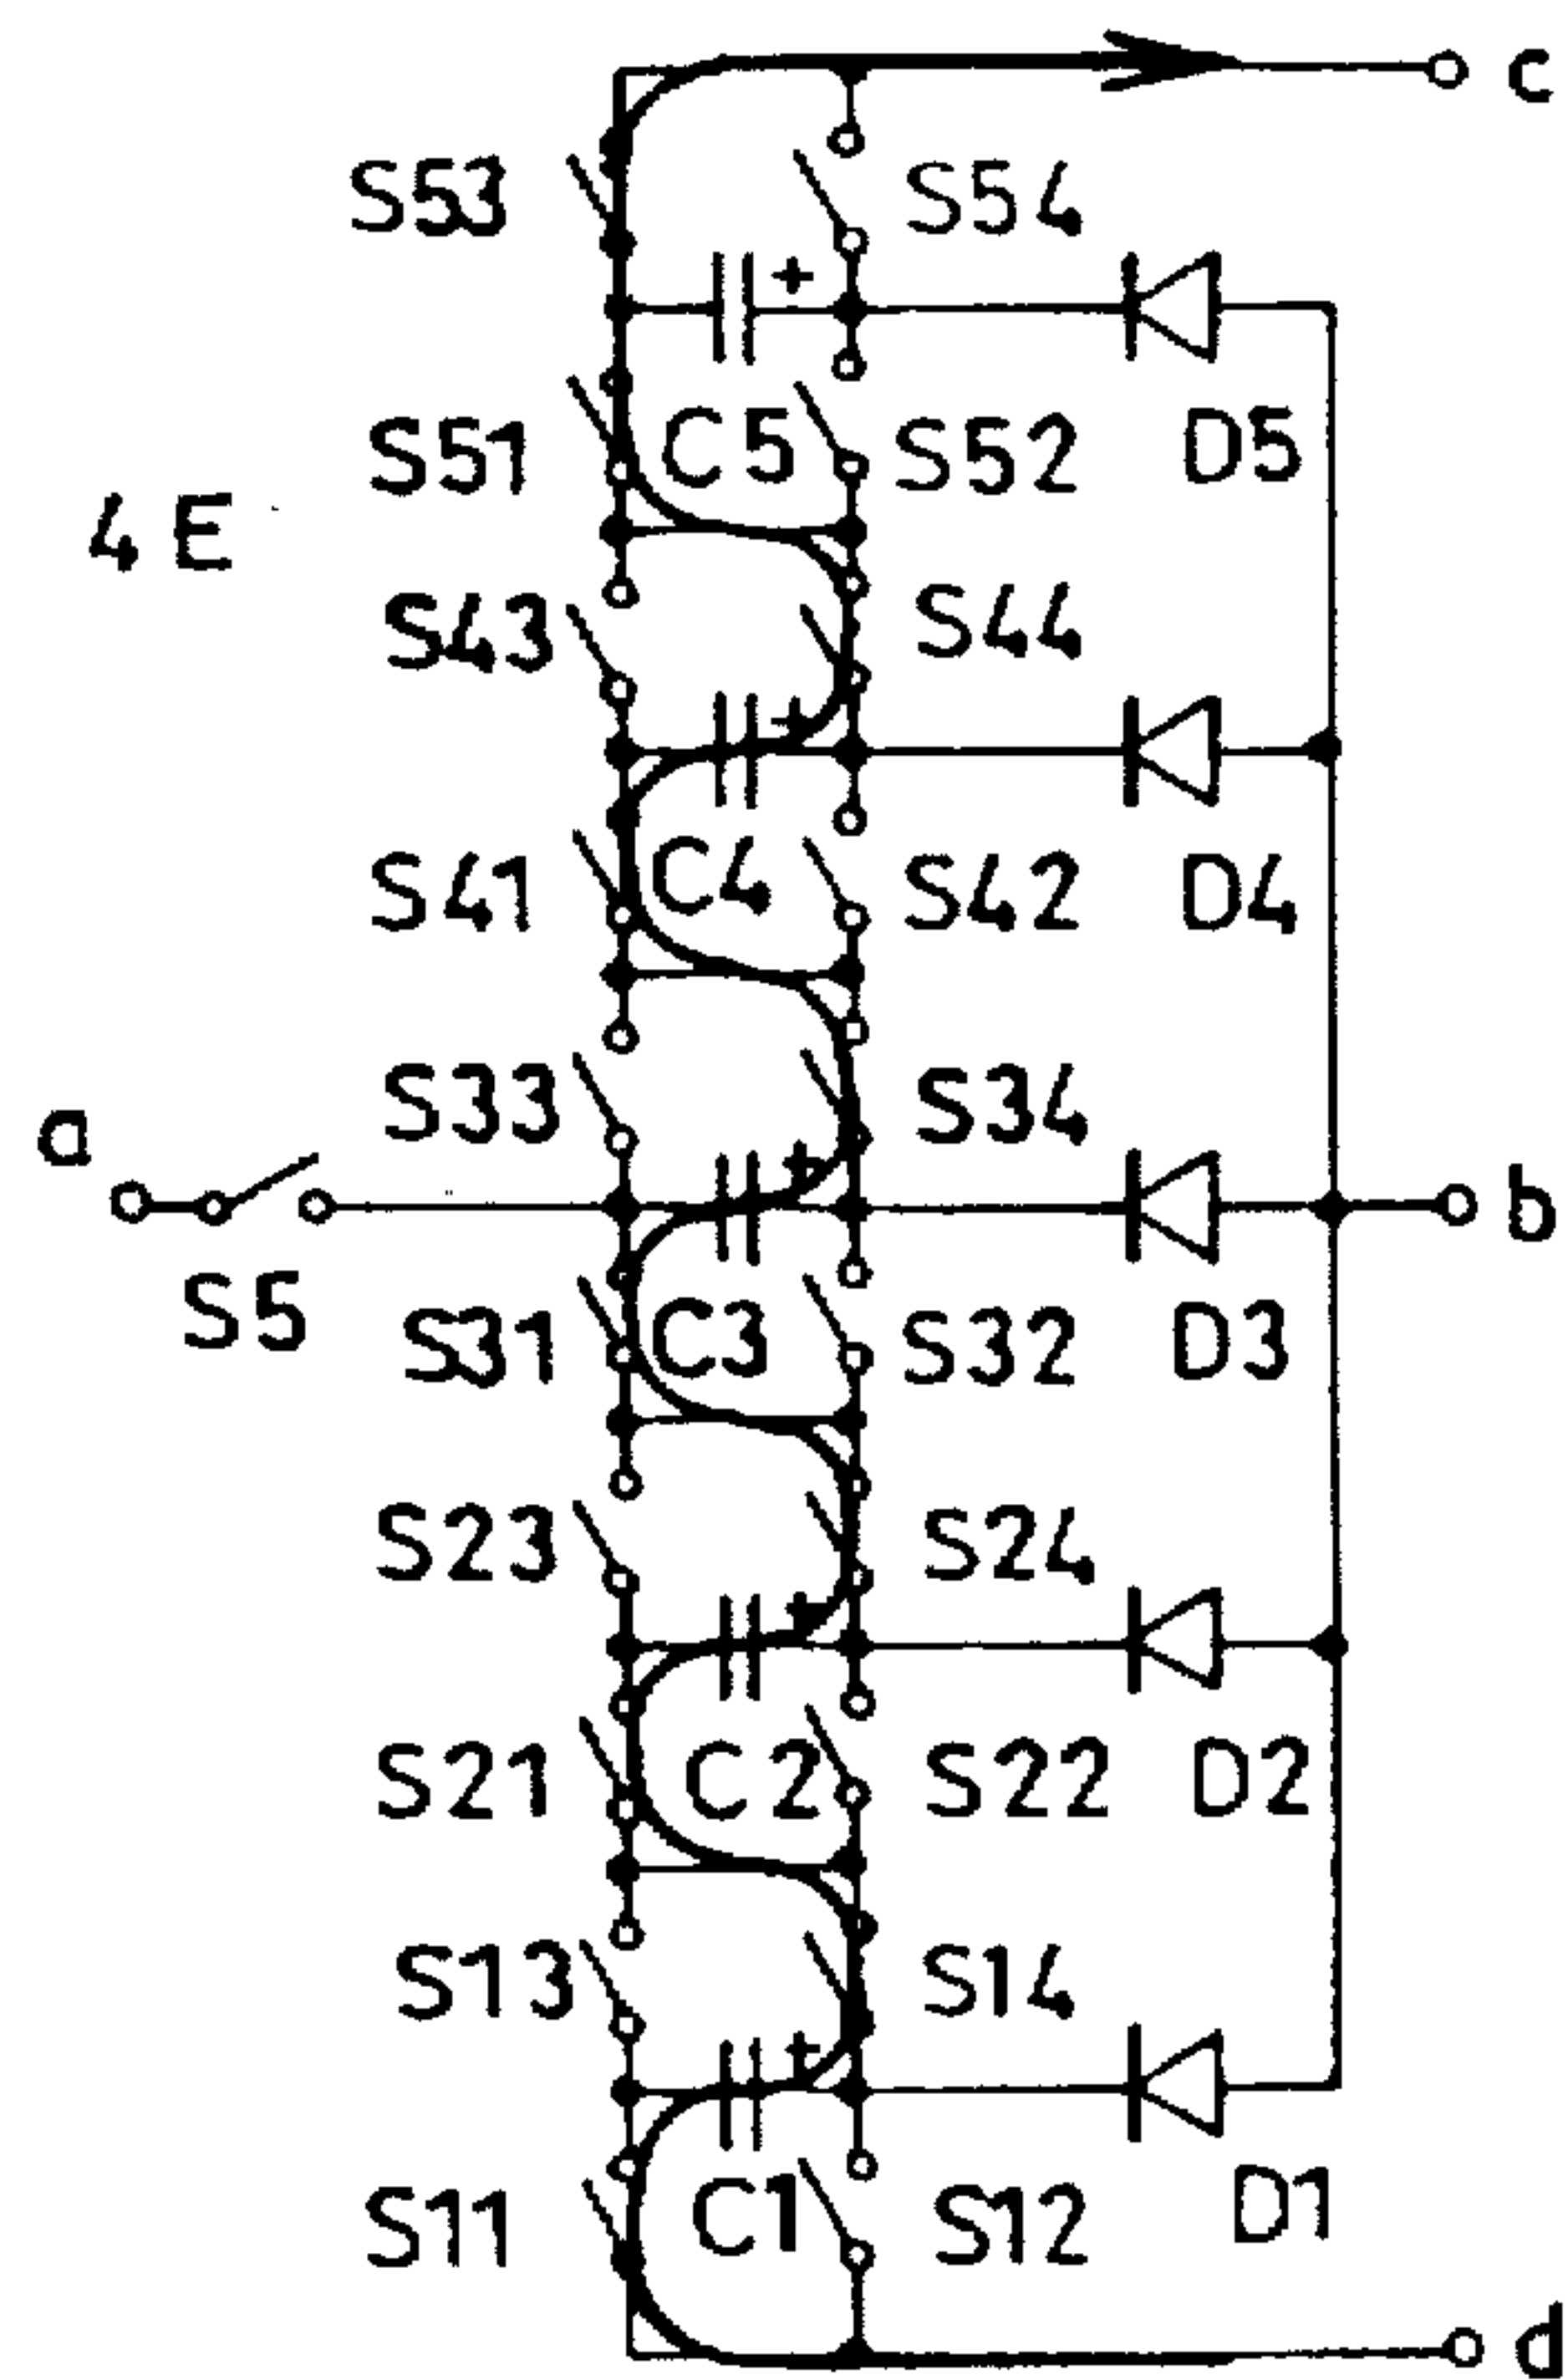 c
S53 S54
+
S51 C5 S52 D5
4E
S43 S44
+
S41 C4 S42 D4
S33 S34
a
+
b
S5
S31 C3 S32 D3
S23 S24
+
S21 C2 S22 D2
S13 S14
+
S11 C1 S12 D1
d